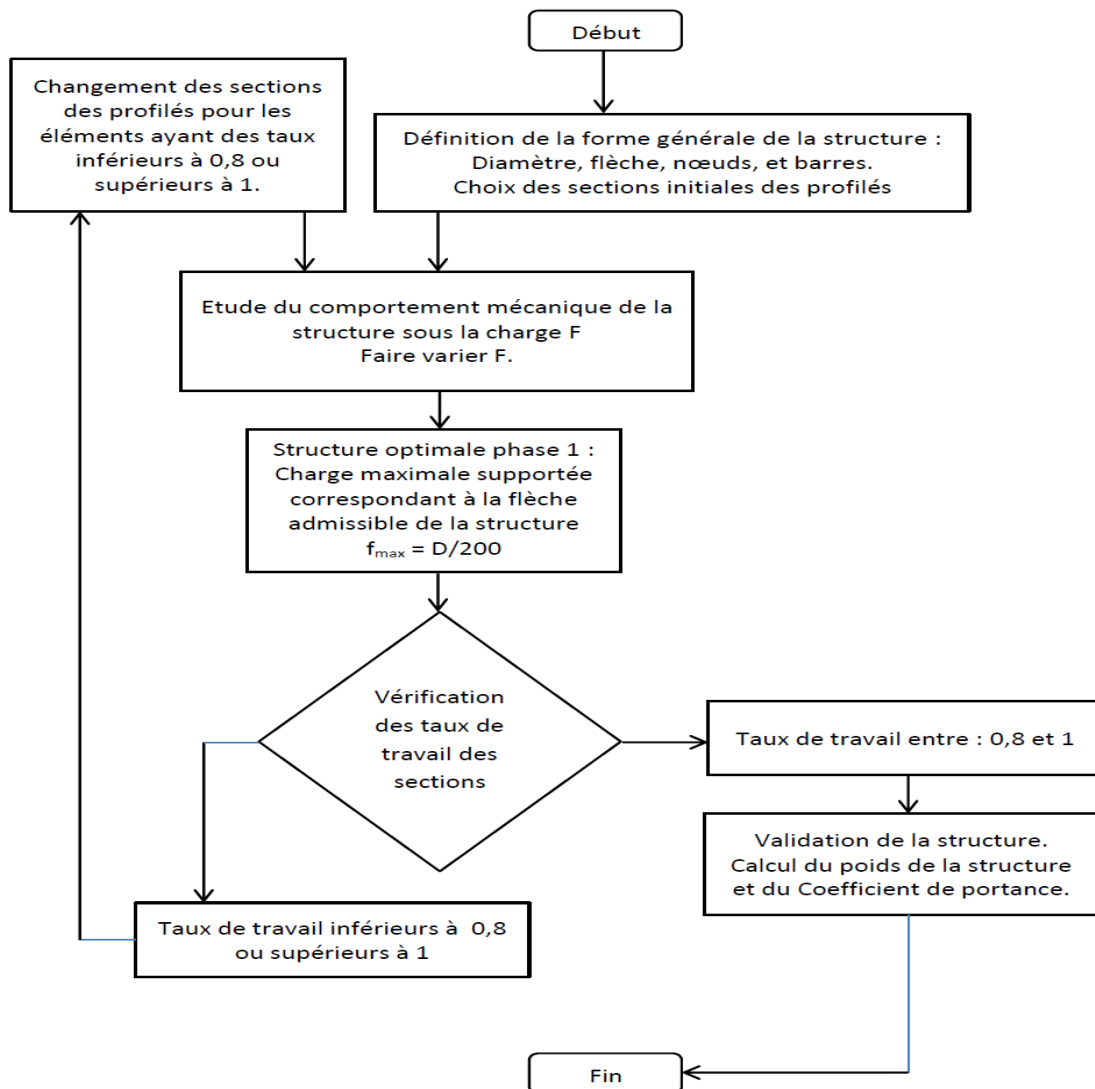 Début
Changement des sections
des profilés pour les
éléments ayant des taux
inférieurs à 0,8 ou
supérieurs à 1.
Définition de la forme générale de la structure :
Diamètre, flèche, nœuds, et barres.
Choix des sections initiales des profilés
Etude du comportement mécanique de la
structure sous la charge F
Faire varier F.
Structure optimale phase 1 :
Charge maximale supportée
correspondant à la flèche
admissible de la structure
fmax = D/200
Vérification
des taux de
travail des
sections
Taux de travail entre : 0,8 et 1
Validation de la structure.
Calcul du poids de la structure
et du Coefficient de portance.
Taux de travail inférieurs à 0,8
ou supérieurs à 1
Fin